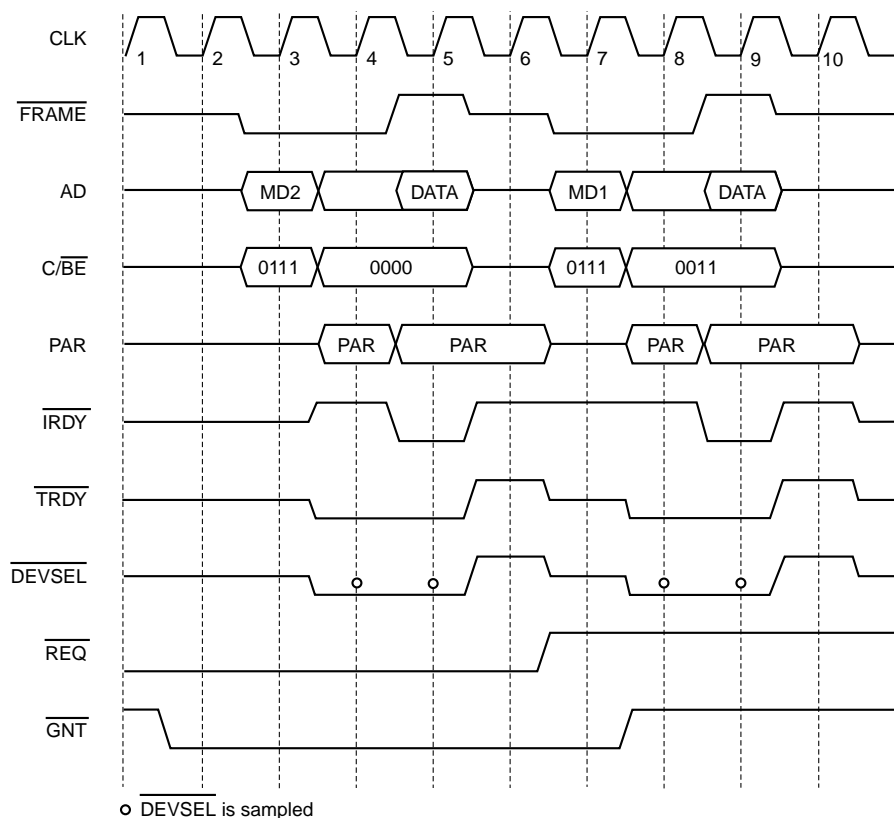 CLK 1 2 3 4 5 6 7 8 9 10
FRAME
AD MD2 DATA MD1 DATA
C/BE 0111 0000 0111 0011
PAR PAR PAR PAR PAR
IRDY
TRDY
DEVSEL
REQ
GNT
DEVSEL is sampled